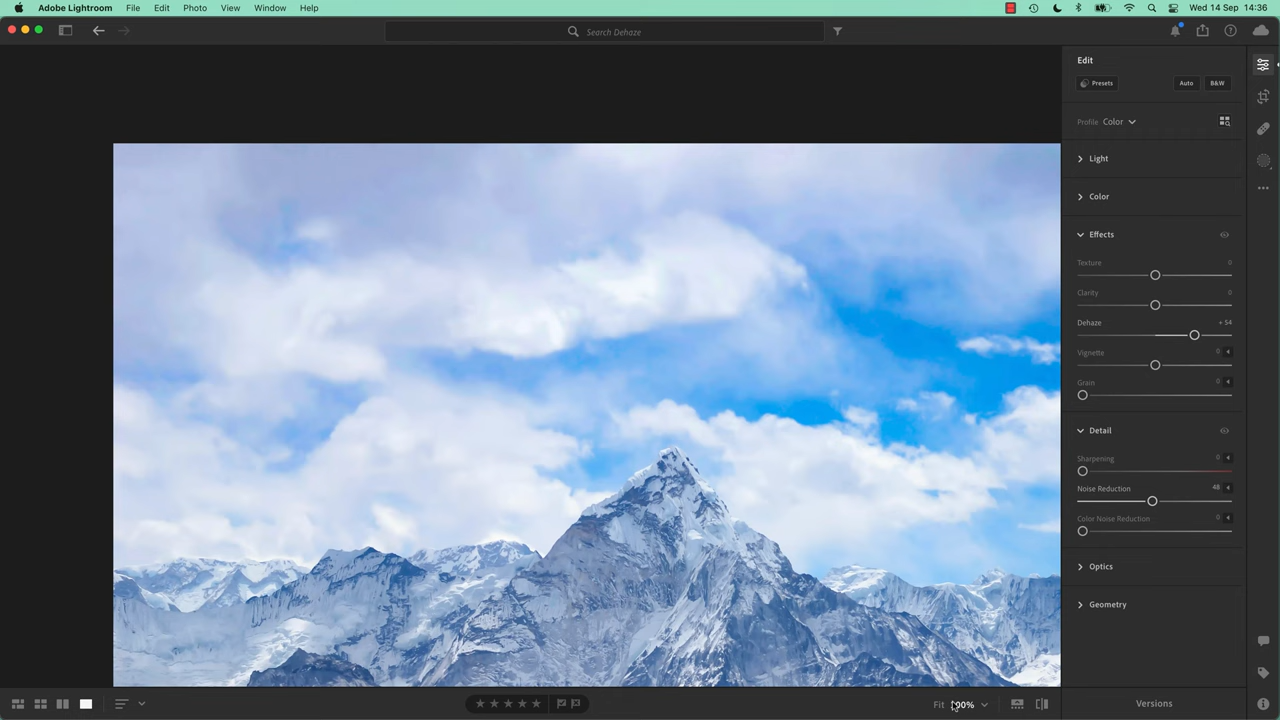 Adobe Lightroom File Edit Photo View Window Help Wed 14 Sep 14:36
Search Dehaze
Edit
Presets Auto B&W
Profile Color
Light
Color
Effects
Texture 0
Clarity 0
Dehaze + 54
Vignette 0
Grain 0
Detail
Sharpening 0
Noise Reduction 48
Color Noise Reduction 0
Optics
Geometry
Fit 100%
Versions